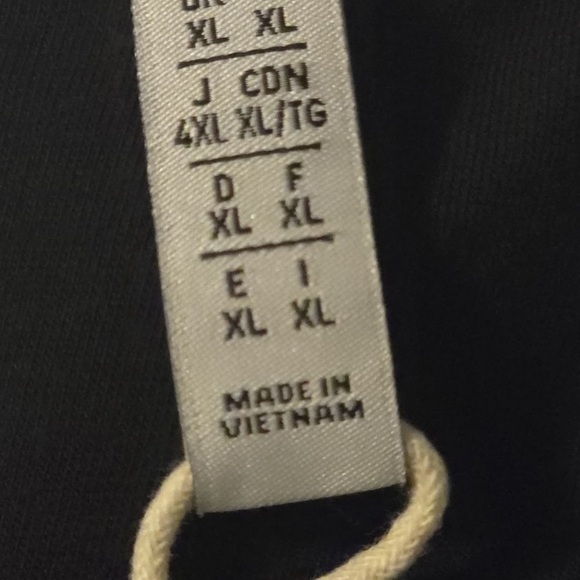 XL XL
J CDN
4XL XL/TG
D F
XL XL
E I
XL XL
MADE IN
VIETNAM